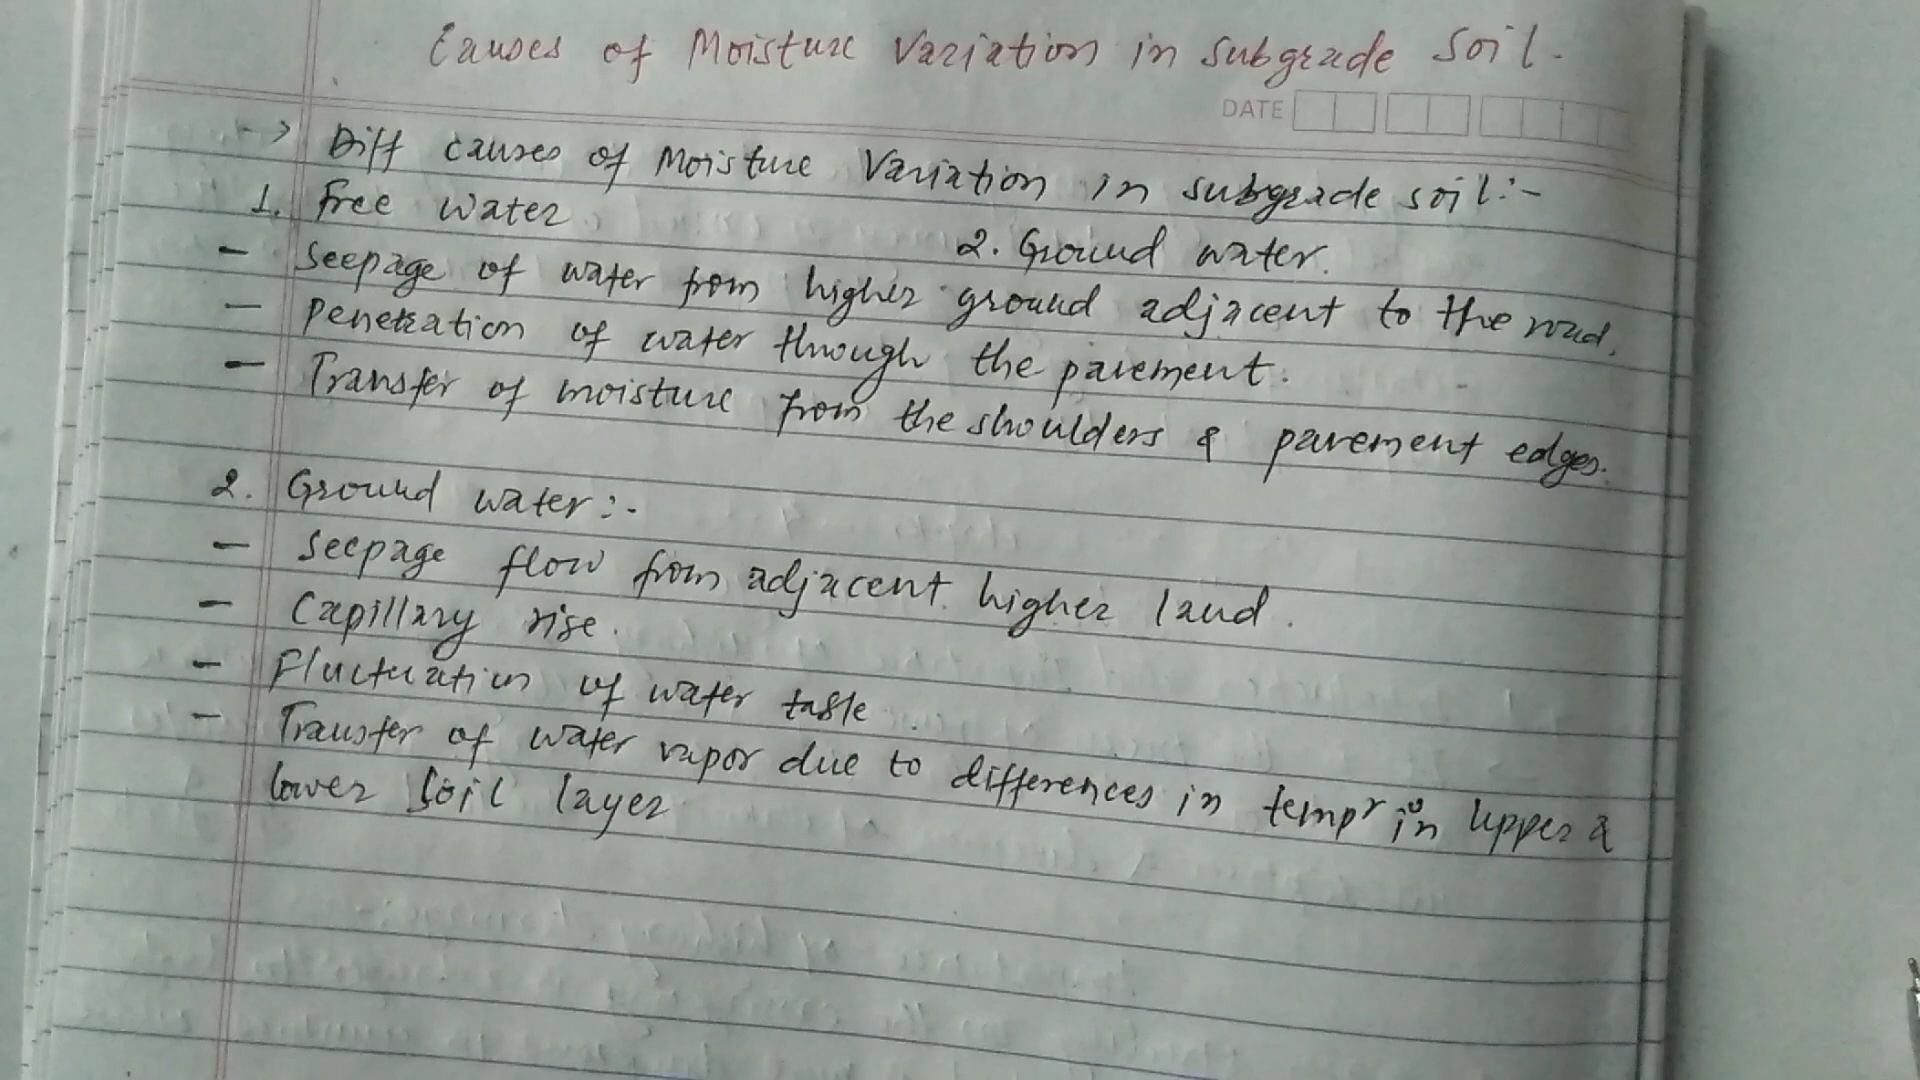 Causes of Moisture Variation in Subgrade Soil.
DATE
-> Diff causes of Moisture Variation in subgrade soil:-
1. Free Water 2. Ground water.
- Seepage of water from higher ground adjacent to the road.
- Penetration of water through the pavement.
- Transfer of moisture from the shoulders & pavement edges.
2. Ground water:-
- Seepage flow from adjacent higher land.
- Capillary rise.
- Fluctuation of water table
- Transfer of water vapor due to differences in tempr in upper &
lower soil layer